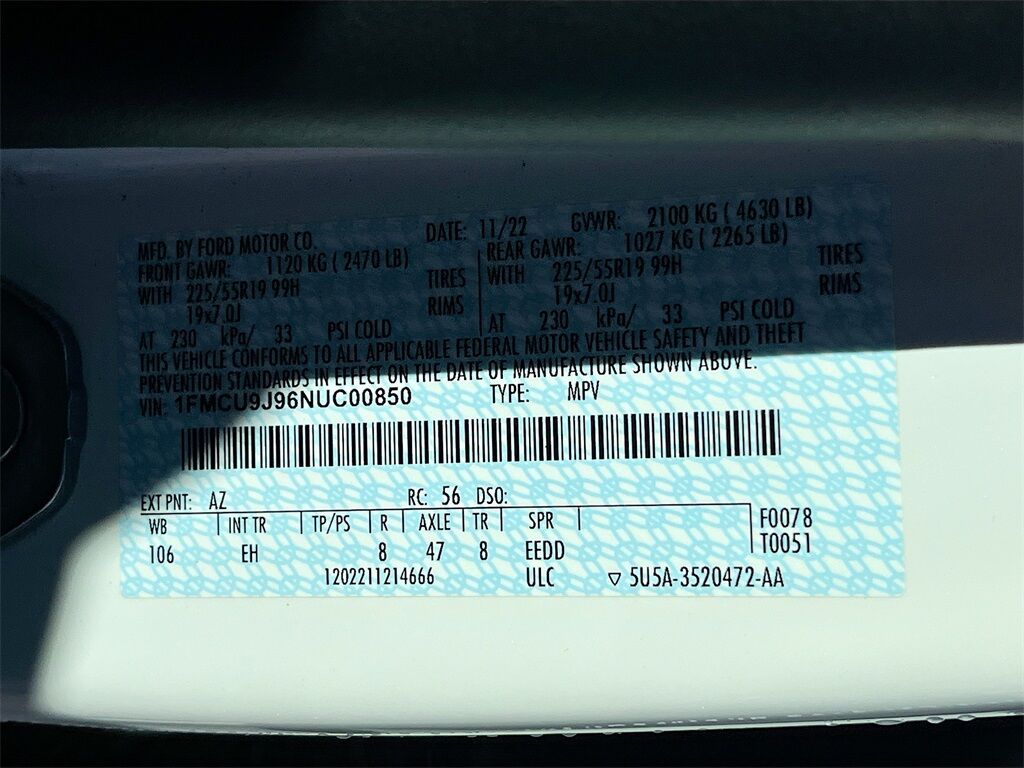 MFD. BY FORD MOTOR CO. DATE: 11/22 GVWR: 2100 KG ( 4630 LB)
FRONT GAWR: 1120 KG ( 2470 LB) REAR GAWR: 1027 KG ( 2265 LB)
WITH 225/55R19 99H TIRES WITH 225/55R19 99H TIRES
19x7.0J RIMS 19x7.0J RIMS
AT 230 kPa/ 33 PSI COLD AT 230 kPa/ 33 PSI COLD
THIS VEHICLE CONFORMS TO ALL APPLICABLE FEDERAL MOTOR VEHICLE SAFETY AND THEFT
PREVENTION STANDARDS IN EFFECT ON THE DATE OF MANUFACTURE SHOWN ABOVE.
VIN: 1FMCU9J96NUC00850 TYPE: MPV
EXT PNT: AZ RC: 56 DSO:
WB INT TR TP/PS R AXLE TR SPR F0078
106 EH 8 47 8 EEDD T0051
1202211214666 ULC ▽ 5U5A-3520472-AA